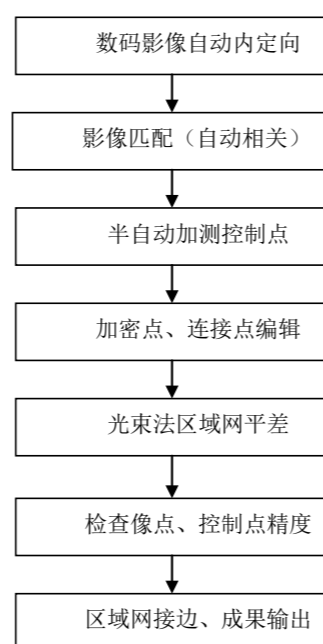 数码影像自动内定向
影像匹配（自动相关）
半自动加测控制点
加密点、连接点编辑
光束法区域网平差
检查像点、控制点精度
区域网接边、成果输出